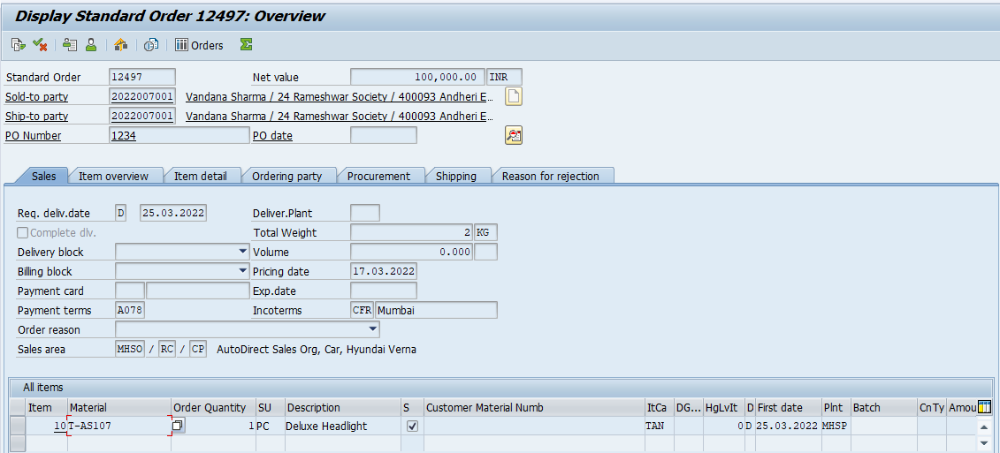 Display Standard Order 12497: Overview
Orders
Standard Order 12497 Net value 100,000.00 INR
Sold-to party 2022007001 Vandana Sharma / 24 Rameshwar Society / 400093 Andheri E...
Ship-to party 2022007001 Vandana Sharma / 24 Rameshwar Society / 400093 Andheri E...
PO Number 1234 PO date
Sales Item overview Item detail Ordering party Procurement Shipping Reason for rejection
Req. deliv.date D 25.03.2022 Deliver.Plant
Complete dlv. Total Weight 2 KG
Delivery block Volume 0.000
Billing block Pricing date 17.03.2022
Payment card Exp.date
Payment terms A078 Incoterms CFR Mumbai
Order reason
Sales area MHSO / RC / CP AutoDirect Sales Org, Car, Hyundai Verna
All items
Item Material Order Quantity SU Description S Customer Material Numb ItCa DG... HgLvIt D First date Plnt Batch CnTy Amou
10 T-AS107 1 PC Deluxe Headlight TAN 0 D 25.03.2022 MHSP